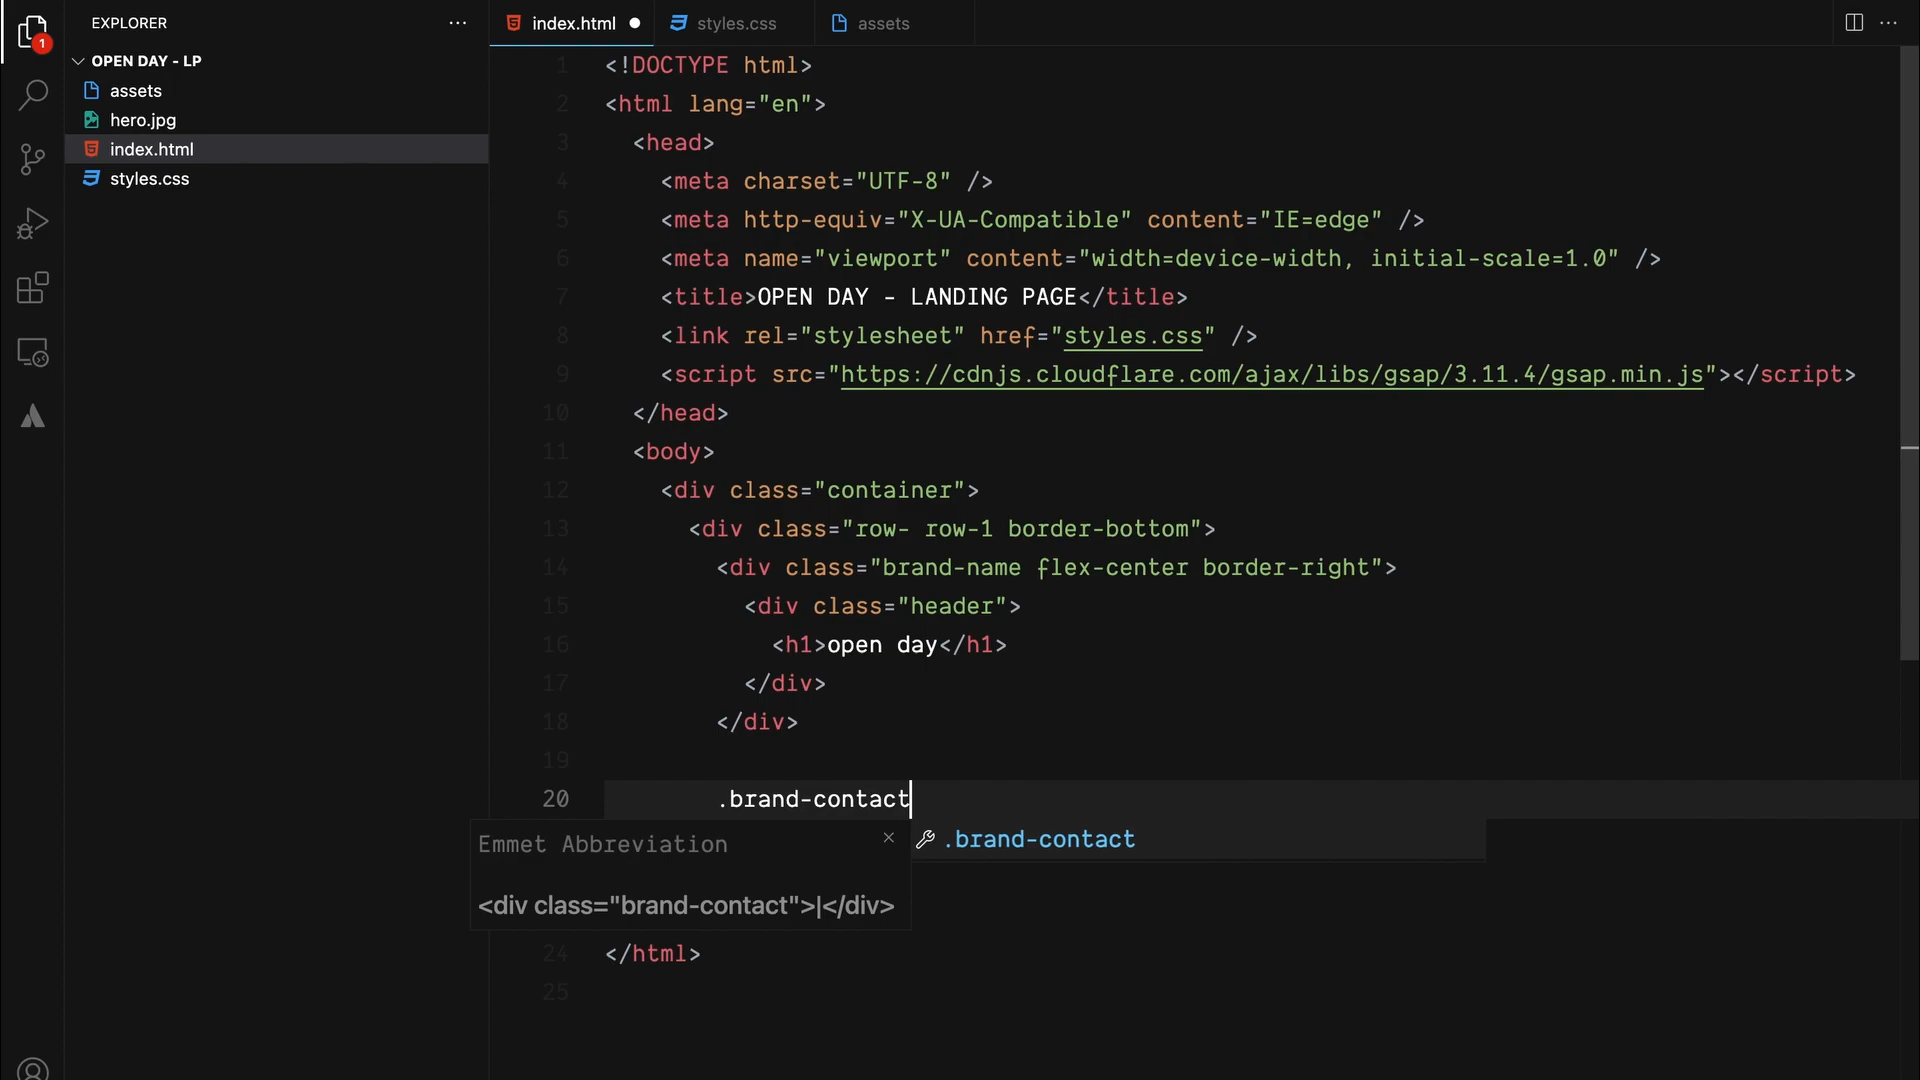 1
EXPLORER
OPEN DAY - LP
assets
hero.jpg
index.html
styles.css
index.html
styles.css
assets
1 <!DOCTYPE html>
2 <html lang="en">
3 <head>
4 <meta charset="UTF-8" />
5 <meta http-equiv="X-UA-Compatible" content="IE=edge" />
6 <meta name="viewport" content="width=device-width, initial-scale=1.0" />
7 <title>OPEN DAY - LANDING PAGE</title>
8 <link rel="stylesheet" href="styles.css" />
9 <script src="https://cdnjs.cloudflare.com/ajax/libs/gsap/3.11.4/gsap.min.js"></script>
10 </head>
11 <body>
12 <div class="container">
13 <div class="row- row-1 border-bottom">
14 <div class="brand-name flex-center border-right">
15 <div class="header">
16 <h1>open day</h1>
17 </div>
18 </div>
19
20 .brand-contact
Emmet Abbreviation
.brand-contact
<div class="brand-contact">|</div>
24 </html>
25